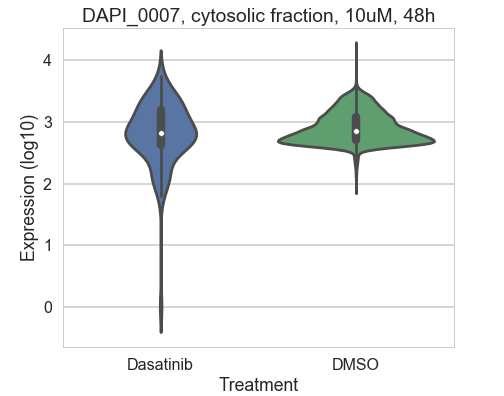 DAPI_0007, cytosolic fraction, 10uM, 48h
4
3
2
1
0
Expression (log10)
Dasatinib
DMSO
Treatment